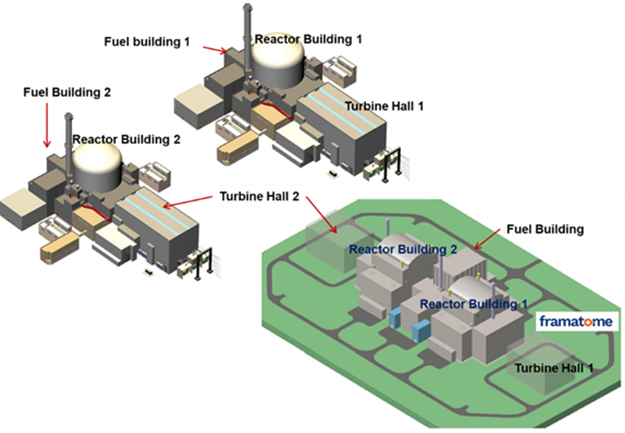 Fuel building 1
Reactor Building 1
Fuel Building 2
Turbine Hall 1
Reactor Building 2
Turbine Hall 2
Fuel Building
Reactor Building 2
Reactor Building 1
framatome
Turbine Hall 1